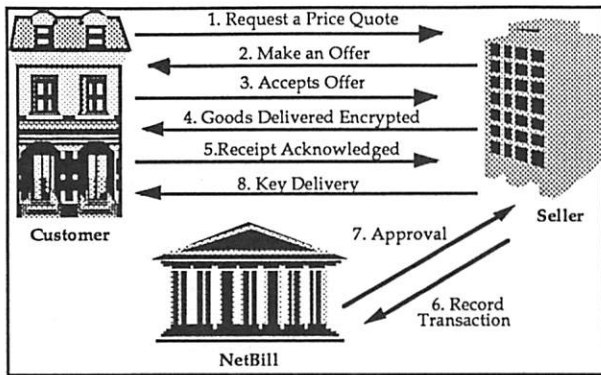 1. Request a Price Quote
2. Make an Offer
3. Accepts Offer
4. Goods Delivered Encrypted
5.Receipt Acknowledged
8. Key Delivery
Customer
Seller
7. Approval
6. Record
Transaction
NetBill